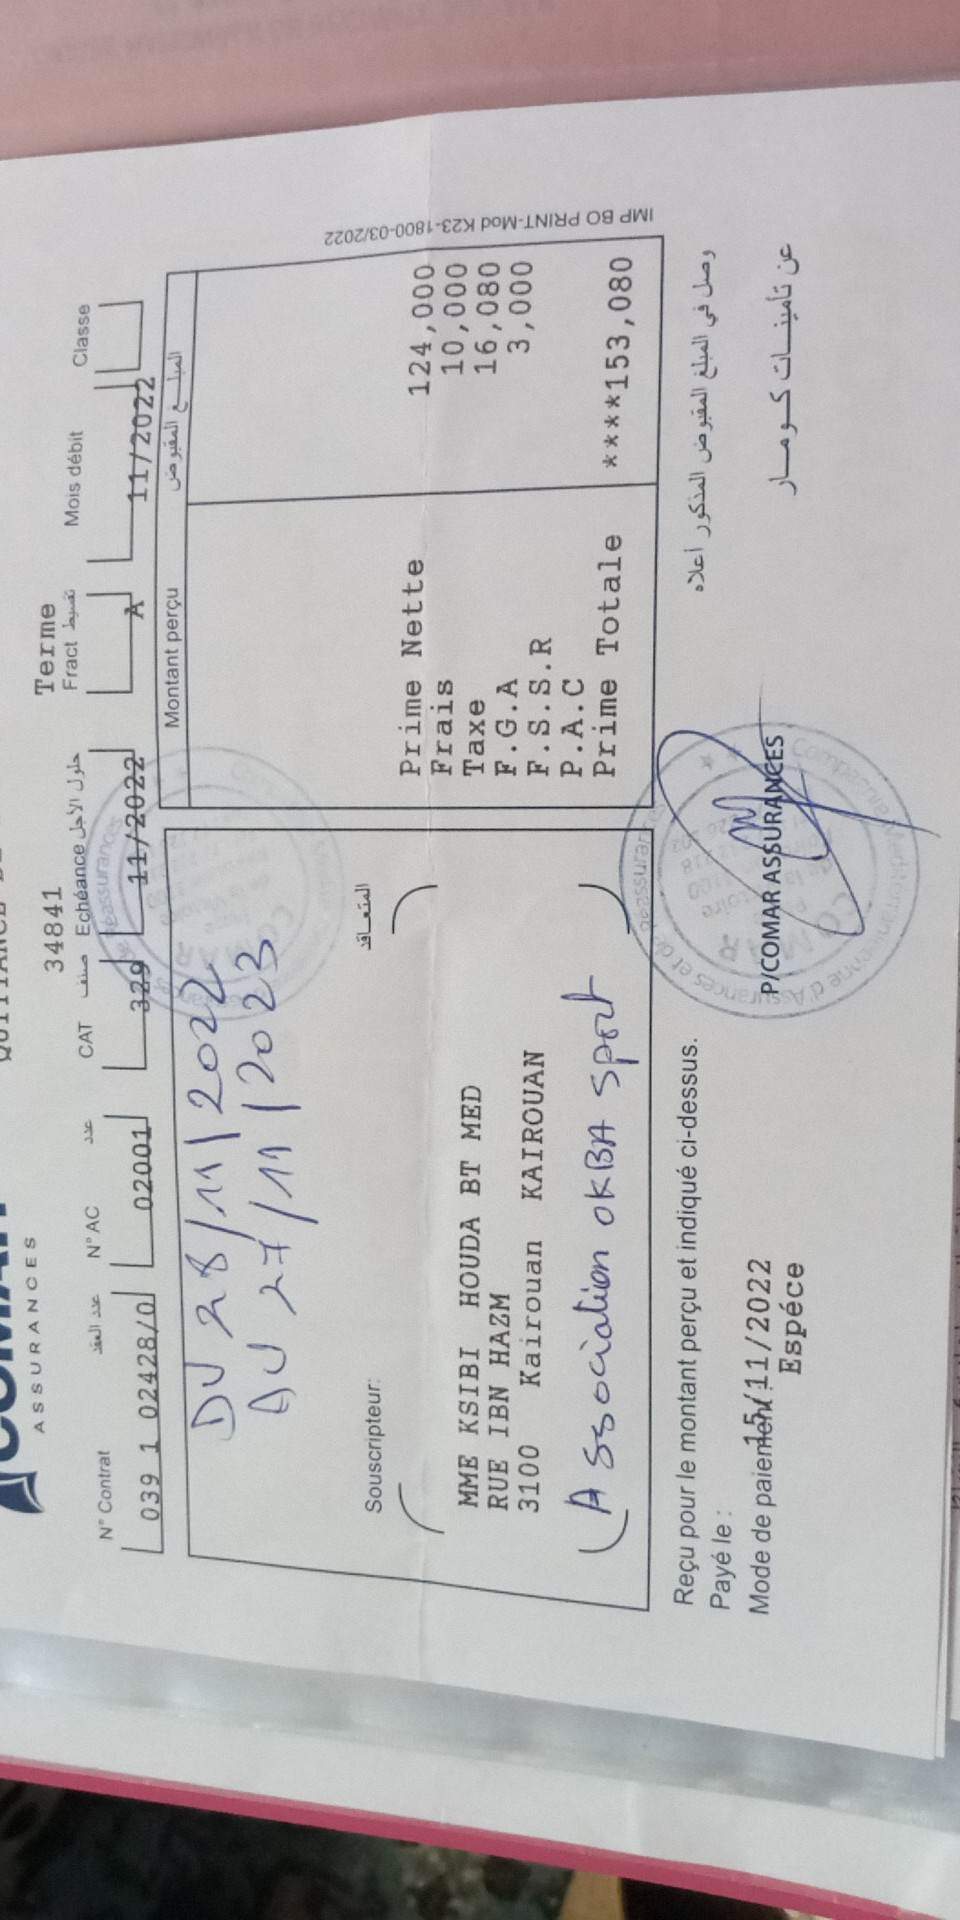 COMAR
ASSURANCES
34841 Terme
N° Contrat عدد العقد N° AC عدد CAT صنف Echéance حلول الأجل Fract تقسيط Mois débit Classe
039 1 02428/0 02001 329 11/2022 A 11/2022
DU 28/11/2022
AU 27/11/2023
Souscripteur: المتعاقد
MME KSIBI HOUDA BT MED
RUE IBN HAZM
3100 Kairouan KAIROUAN
Association OKBA Sport
Montant perçu المبلغ المقبوض
Prime Nette 124,000
Frais 10,000
Taxe 16,080
F.G.A 3,000
F.S.S.R
P.A.C
Prime Totale ****153,080
IMP BO PRINT-Mod K23-1800-03/2022
Reçu pour le montant perçu et indiqué ci-dessus. وصل في المبلغ المقبوض المذكور أعلاه
Payé le : 15/11/2022
Mode de paiement: Espéce
P/COMAR ASSURANCES عن تأمينات كومار